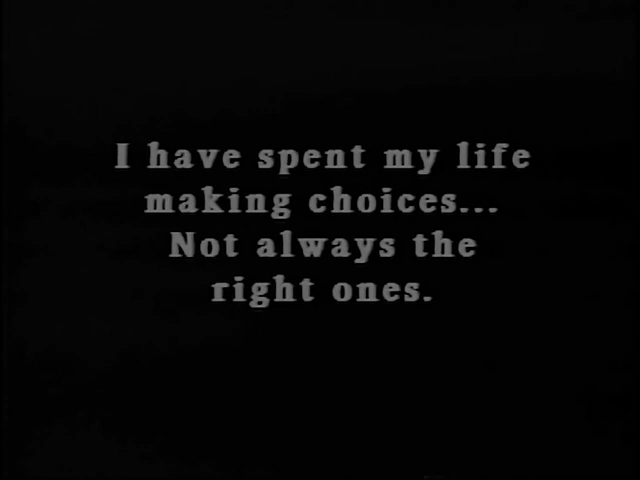 I have spent my life
making choices...
Not always the
right ones.